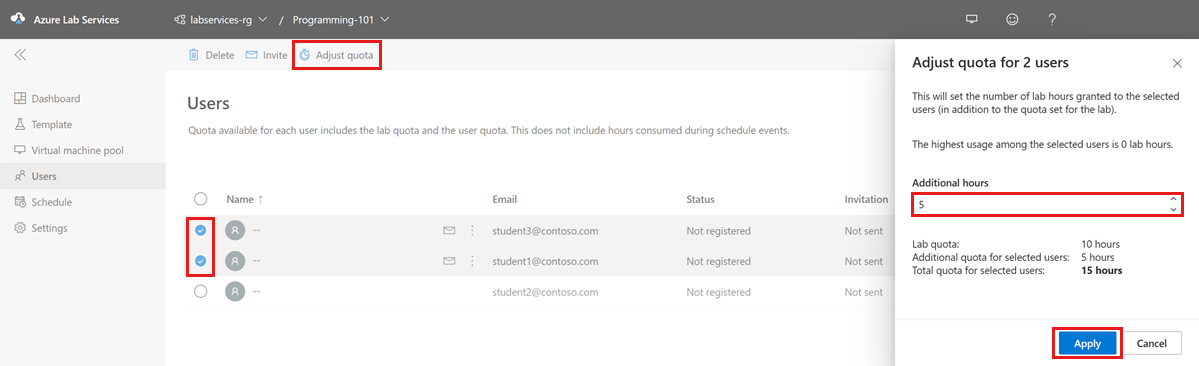 Azure Lab Services
labservices-rg / Programming-101
?
Delete Invite Adjust quota
Dashboard
Template
Virtual machine pool
Users
Schedule
Settings
Users
Quota available for each user includes the lab quota and the user quota. This does not include hours consumed during schedule events.
Name ↑ Email Status Invitation
-- student3@contoso.com Not registered Not sent
-- student1@contoso.com Not registered Not sent
-- student2@contoso.com Not registered Not sent
Adjust quota for 2 users
This will set the number of lab hours granted to the selected
users (in addition to the quota set for the lab).
The highest usage among the selected users is 0 lab hours.
Additional hours
5
Lab quota: 10 hours
Additional quota for selected users: 5 hours
Total quota for selected users: 15 hours
Apply Cancel